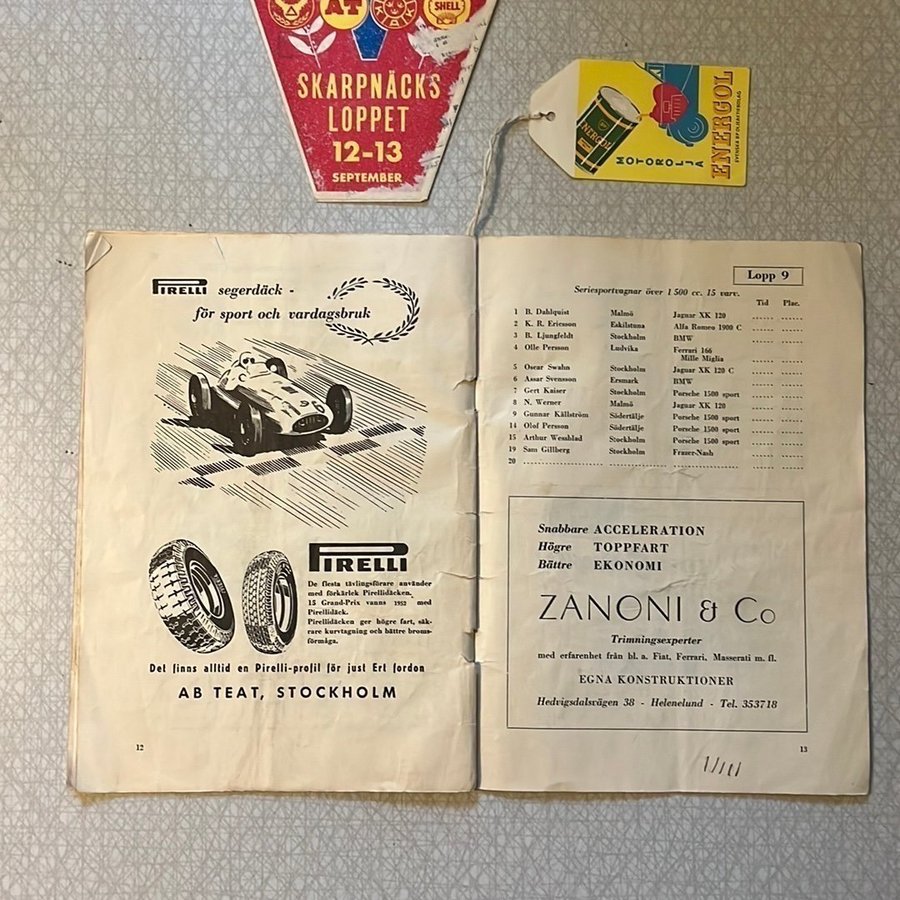 AT
KAK
SHELL
SKARPNÄCKS
LOPPET
12-13
SEPTEMBER
ENERGOL
MOTOROLJA
ENERGOL
SVENSKA BP OLJEAKTIEBOLAG
PIRELLI segerdäck -
för sport och vardagsbruk
PIRELLI
De flesta tävlingsförare använder
med förkärlek Pirellidäcken.
15 Grand-Prix vanns 1952 med
Pirellidäck.
Pirellidäcken ger högre fart, säk-
rare kurvtagning och bättre broms-
förmåga.
Det finns alltid en Pirelli-profil för just Ert fordon
AB TEAT, STOCKHOLM
12
Lopp 9
Seriesportvagnar över 1 500 cc. 15 varv.
Tid Plac.
1 B. Dahlquist Malmö Jaguar XK 120
2 K. R. Ericsson Eskilstuna Alfa Romeo 1900 C
3 B. Ljungfeldt Stockholm BMW
4 Olle Persson Ludvika Ferrari 166
Mille Miglia
5 Oscar Swahn Stockholm Jaguar XK 120 C
6 Assar Svensson Ersmark BMW
7 Gert Kaiser Stockholm Porsche 1500 sport
8 N. Werner Malmö Jaguar XK 120
9 Gunnar Källström Södertälje Porsche 1500 sport
14 Olof Persson Södertälje Porsche 1500 sport
15 Arthur Wessblad Stockholm Porsche 1500 sport
19 Sam Gillberg Stockholm Frazer-Nash
20
Snabbare ACCELERATION
Högre TOPPFART
Bättre EKONOMI
ZANONI & Co
Trimningsexperter
med erfarenhet från bl. a. Fiat, Ferrari, Masserati m. fl.
EGNA KONSTRUKTIONER
Hedvigsdalsvägen 38 - Helenelund - Tel. 353718
13